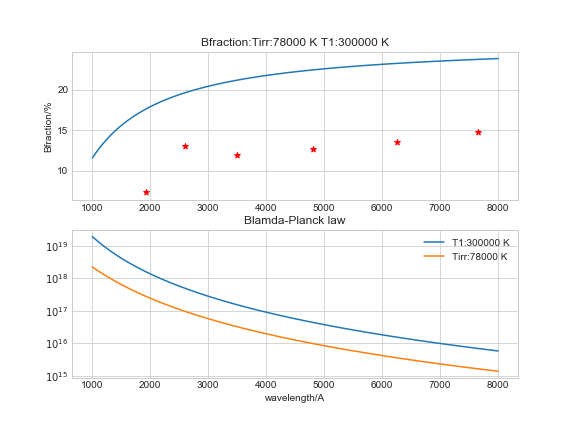 Bfraction:Tirr:78000 K T1:300000 K
Bfraction/%
20
15
10
1000 2000 3000 4000 5000 6000 7000 8000
Blamda-Planck law
T1:300000 K
Tirr:78000 K
10¹⁹
10¹⁸
10¹⁷
10¹⁶
10¹⁵
1000 2000 3000 4000 5000 6000 7000 8000
wavelength/A